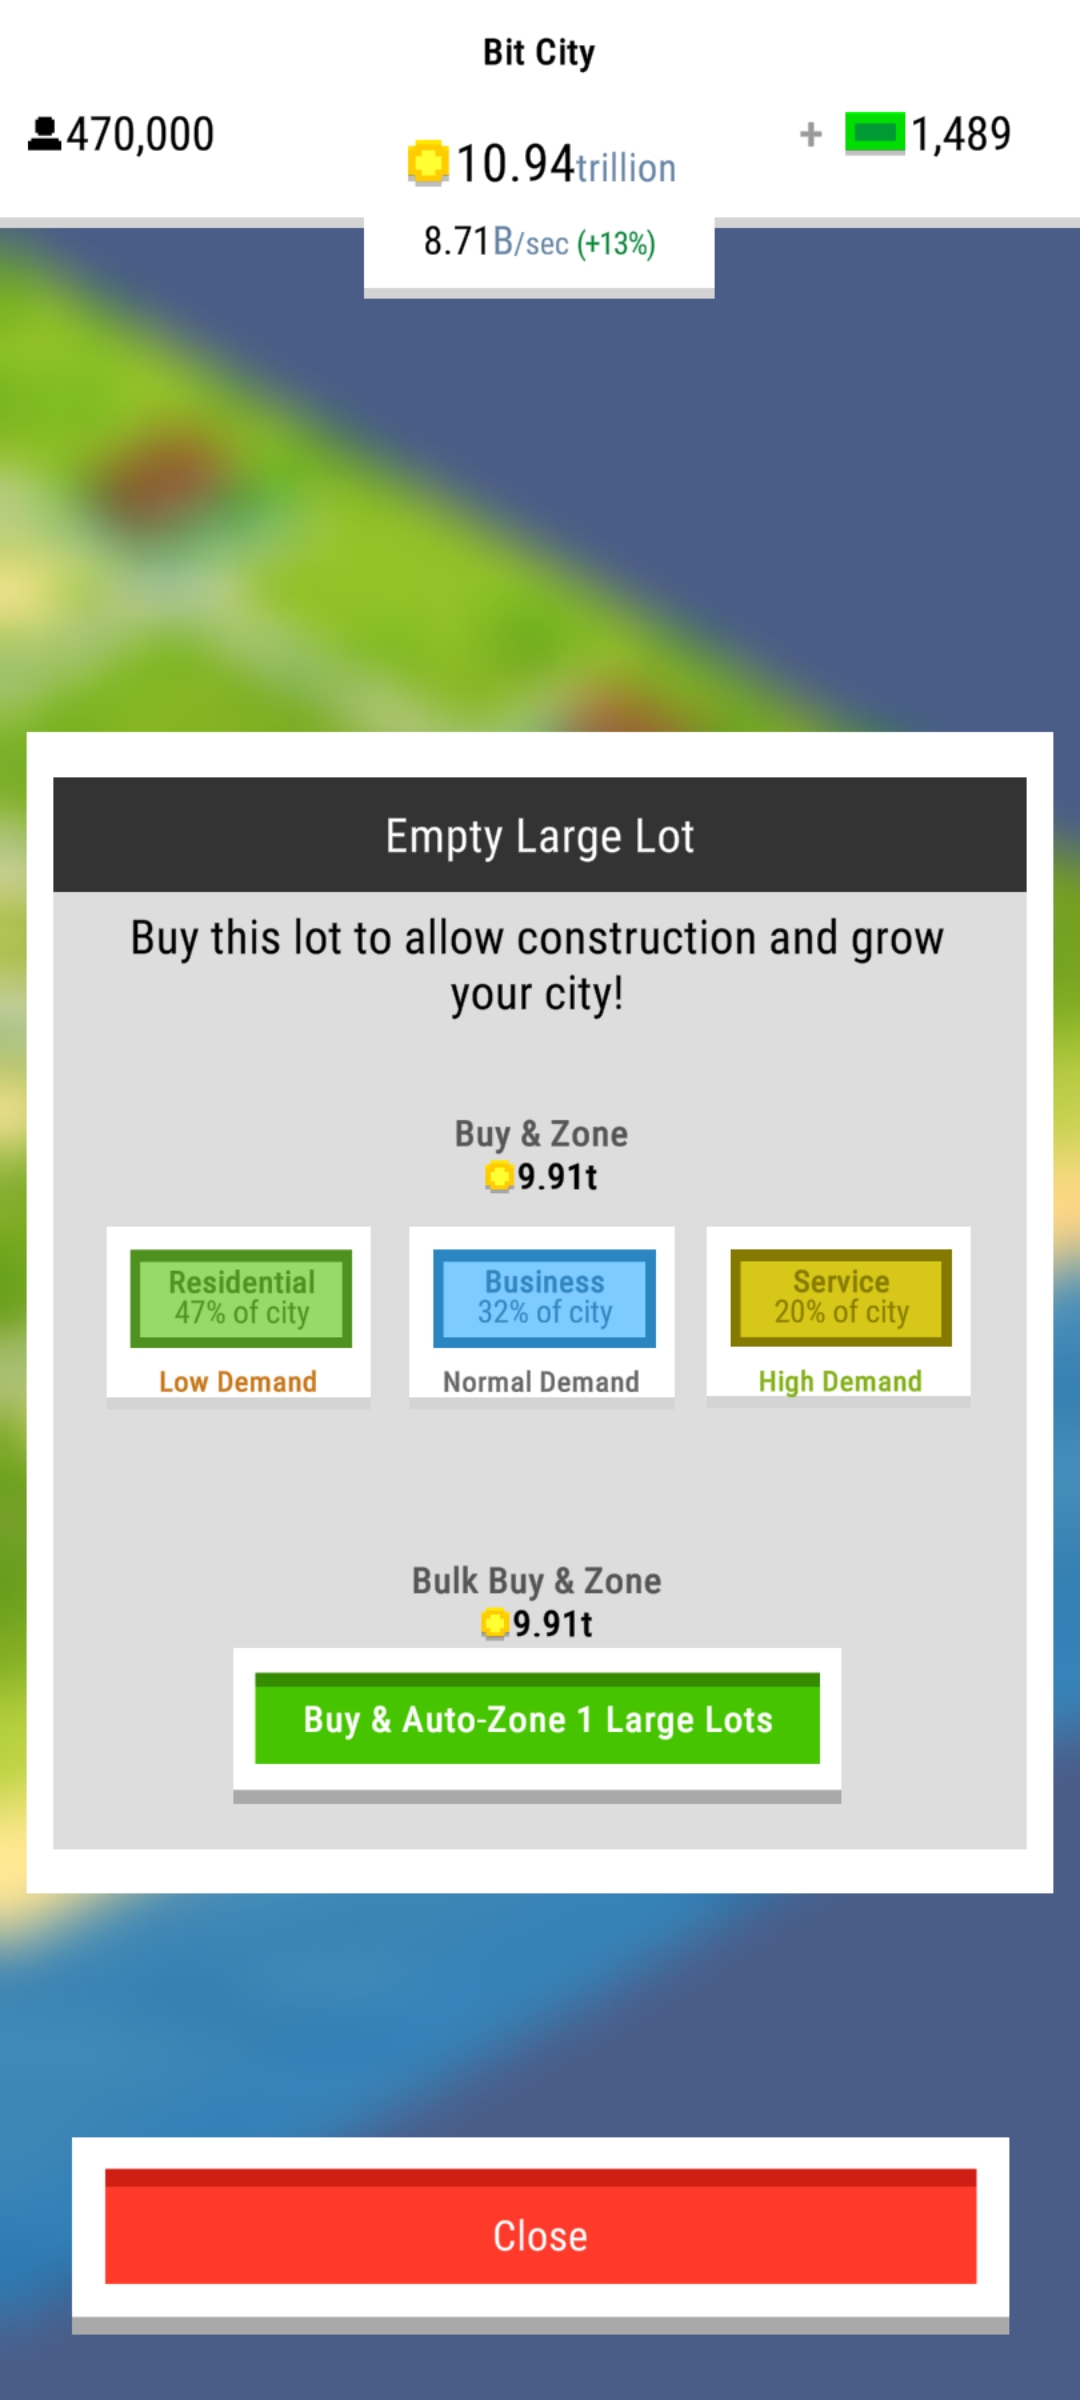 Bit City
470,000
10.94trillion
+ 1,489
8.71B/sec (+13%)
Empty Large Lot
Buy this lot to allow construction and grow
your city!
Buy & Zone
9.91t
Residential
47% of city
Low Demand
Business
32% of city
Normal Demand
Service
20% of city
High Demand
Bulk Buy & Zone
9.91t
Buy & Auto-Zone 1 Large Lots
Close